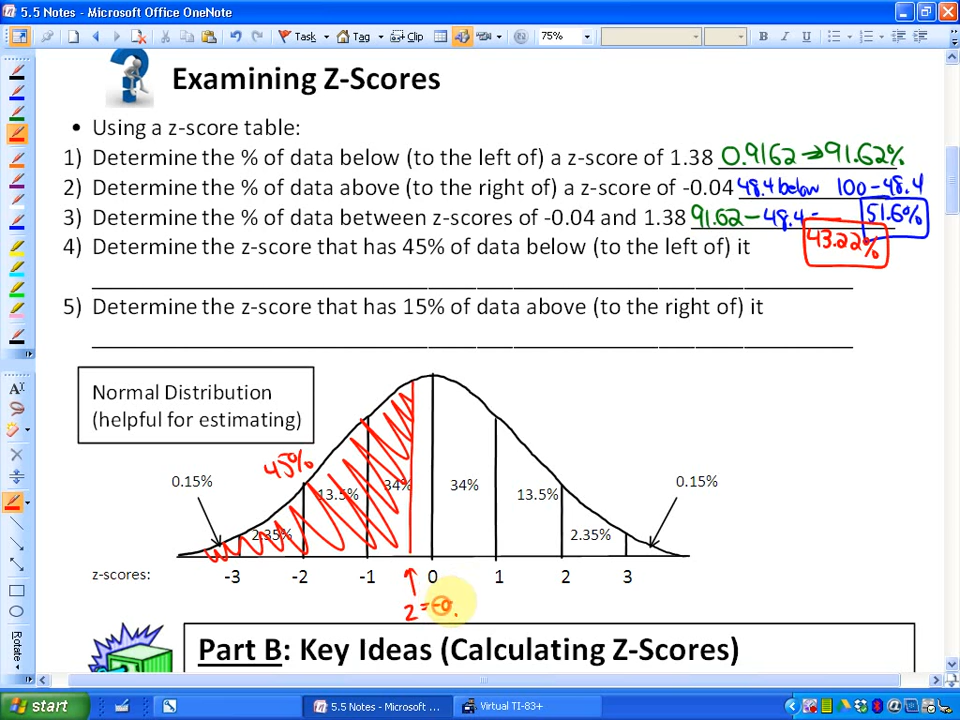 5.5 Notes - Microsoft Office OneNote
Task Tag Clip 75% B I U
Examining Z-Scores
• Using a z-score table:
1) Determine the % of data below (to the left of) a z-score of 1.38 0.9162 → 91.62%
2) Determine the % of data above (to the right of) a z-score of -0.04 48.4 below 100 - 48.4
51.6%
3) Determine the % of data between z-scores of -0.04 and 1.38 91.62 - 48.4 =
43.22%
4) Determine the z-score that has 45% of data below (to the left of) it
5) Determine the z-score that has 15% of data above (to the right of) it
Normal Distribution
(helpful for estimating)
45%
0.15% 13.5% 34% 34% 13.5% 0.15%
2.35% 2.35%
z-scores: -3 -2 -1 0 1 2 3
z = -0.
Part B: Key Ideas (Calculating Z-Scores)
Rotate
start 5.5 Notes - Microsoft ... Virtual TI-83+